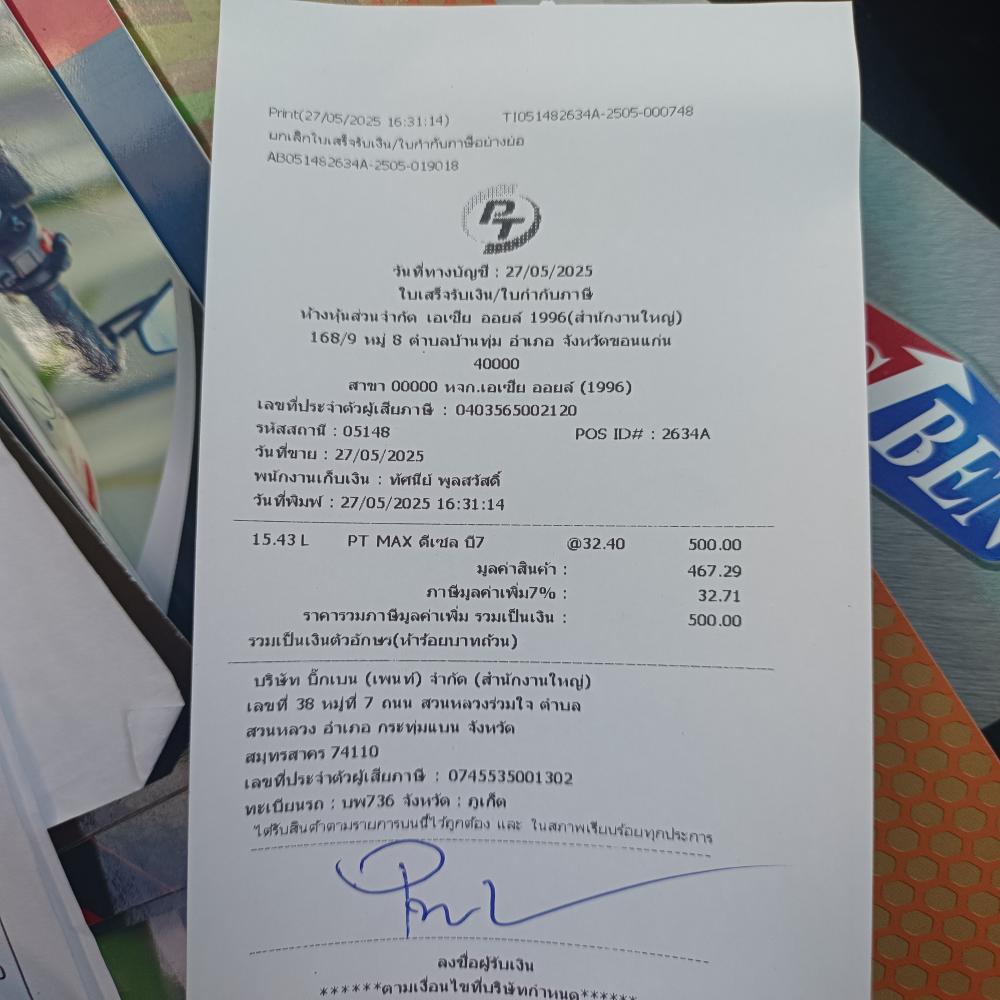 Print(27/05/2025 16:31:14) TI051482634A-2505-000748
ยกเลิกใบเสร็จรับเงิน/ใบกำกับภาษีอย่างย่อ
AB051482634A-2505-019018
PT
วันที่ทางบัญชี : 27/05/2025
ใบเสร็จรับเงิน/ใบกำกับภาษี
ห้างหุ้นส่วนจำกัด เอเซีย ออยล์ 1996(สำนักงานใหญ่)
168/9 หมู่ 8 ตำบลบ้านทุ่ม อำเภอ จังหวัดขอนแก่น
40000
สาขา 00000 หจก.เอเซีย ออยล์ (1996)
เลขที่ประจำตัวผู้เสียภาษี : 0403565002120
รหัสสถานี : 05148 POS ID# : 2634A
วันที่ขาย : 27/05/2025
พนักงานเก็บเงิน : ทัศนีย์ พูลสวัสดิ์
วันที่พิมพ์ : 27/05/2025 16:31:14
15.43 L PT MAX ดีเซล บี7 @32.40 500.00
มูลค่าสินค้า : 467.29
ภาษีมูลค่าเพิ่ม7% : 32.71
ราคารวมภาษีมูลค่าเพิ่ม รวมเป็นเงิน : 500.00
รวมเป็นเงินตัวอักษร(ห้าร้อยบาทถ้วน)
บริษัท บิ๊กเบน (เพนท์) จำกัด (สำนักงานใหญ่)
เลขที่ 38 หมู่ที่ 7 ถนน สวนหลวงร่วมใจ ตำบล
สวนหลวง อำเภอ กระทุ่มแบน จังหวัด
สมุทรสาคร 74110
เลขที่ประจำตัวผู้เสียภาษี : 0745535001302
ทะเบียนรถ : บพ736 จังหวัด : ภูเก็ต
ได้รับสินค้าตามรายการบนนี้ไว้ถูกต้อง และ ในสภาพเรียบร้อยทุกประการ
ลงชื่อผู้รับเงิน
******ตามเงื่อนไขที่บริษัทกำหนด******
BEN